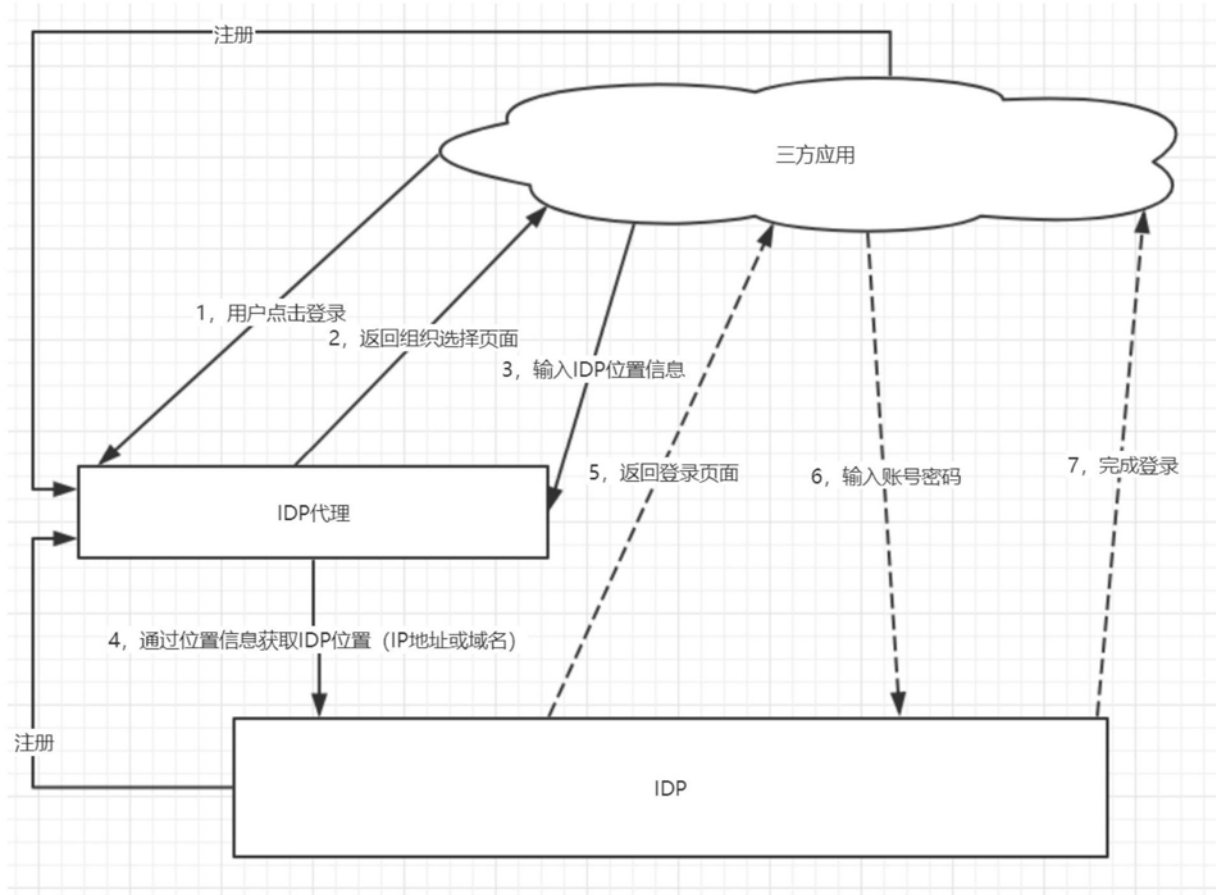 注册
三方应用
1，用户点击登录
2，返回组织选择页面
3，输入IDP位置信息
5，返回登录页面
6，输入账号密码
7，完成登录
IDP代理
4，通过位置信息获取IDP位置（IP地址或域名）
注册
IDP